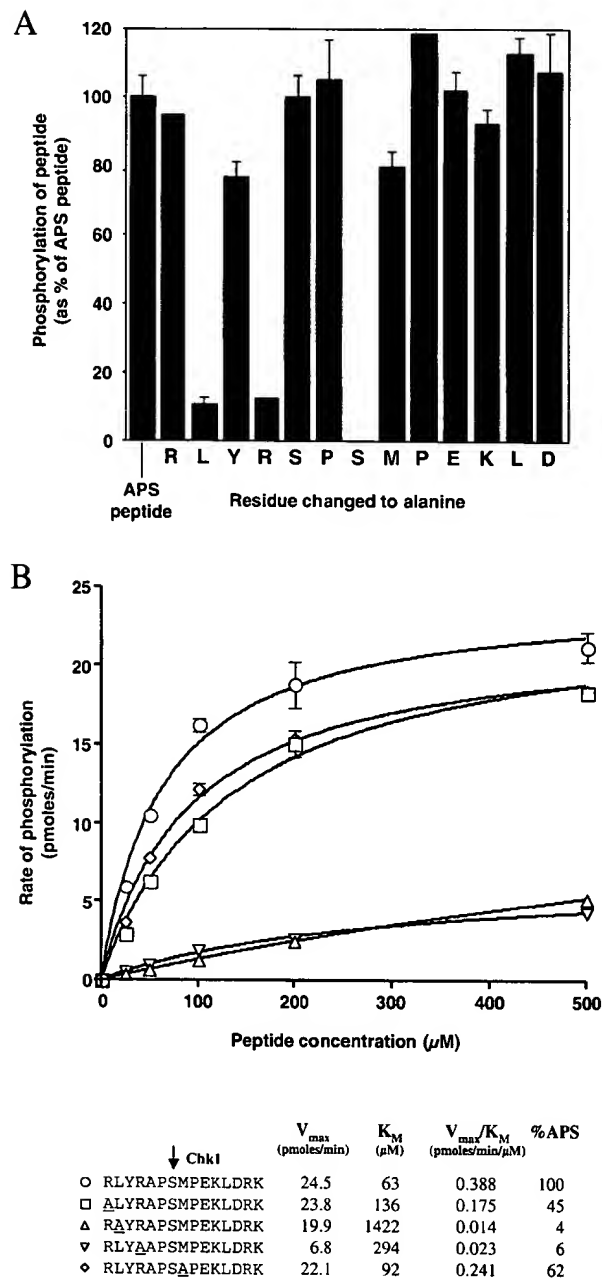 A
Phosphorylation of peptide
(as % of APS peptide)
120
100
80
60
40
20
0
R L Y R S P S M P E K L D
APS
peptide
Residue changed to alanine
B
Rate of phosphorylation
(pmoles/min)
25
20
15
10
5
0
0 100 200 300 400 500
Peptide concentration (µM)
Vmax KM Vmax/KM %APS
↓ Chk1 (pmoles/min) (µM) (pmoles/min/µM)
○ RLYRAPSMPEKLDRK 24.5 63 0.388 100
□ ALYRAPSMPEKLDRK 23.8 136 0.175 45
△ RAYRAPSMPEKLDRK 19.9 1422 0.014 4
▽ RLYAAPSMPEKLDRK 6.8 294 0.023 6
◇ RLYRAPSAPEKLDRK 22.1 92 0.241 62